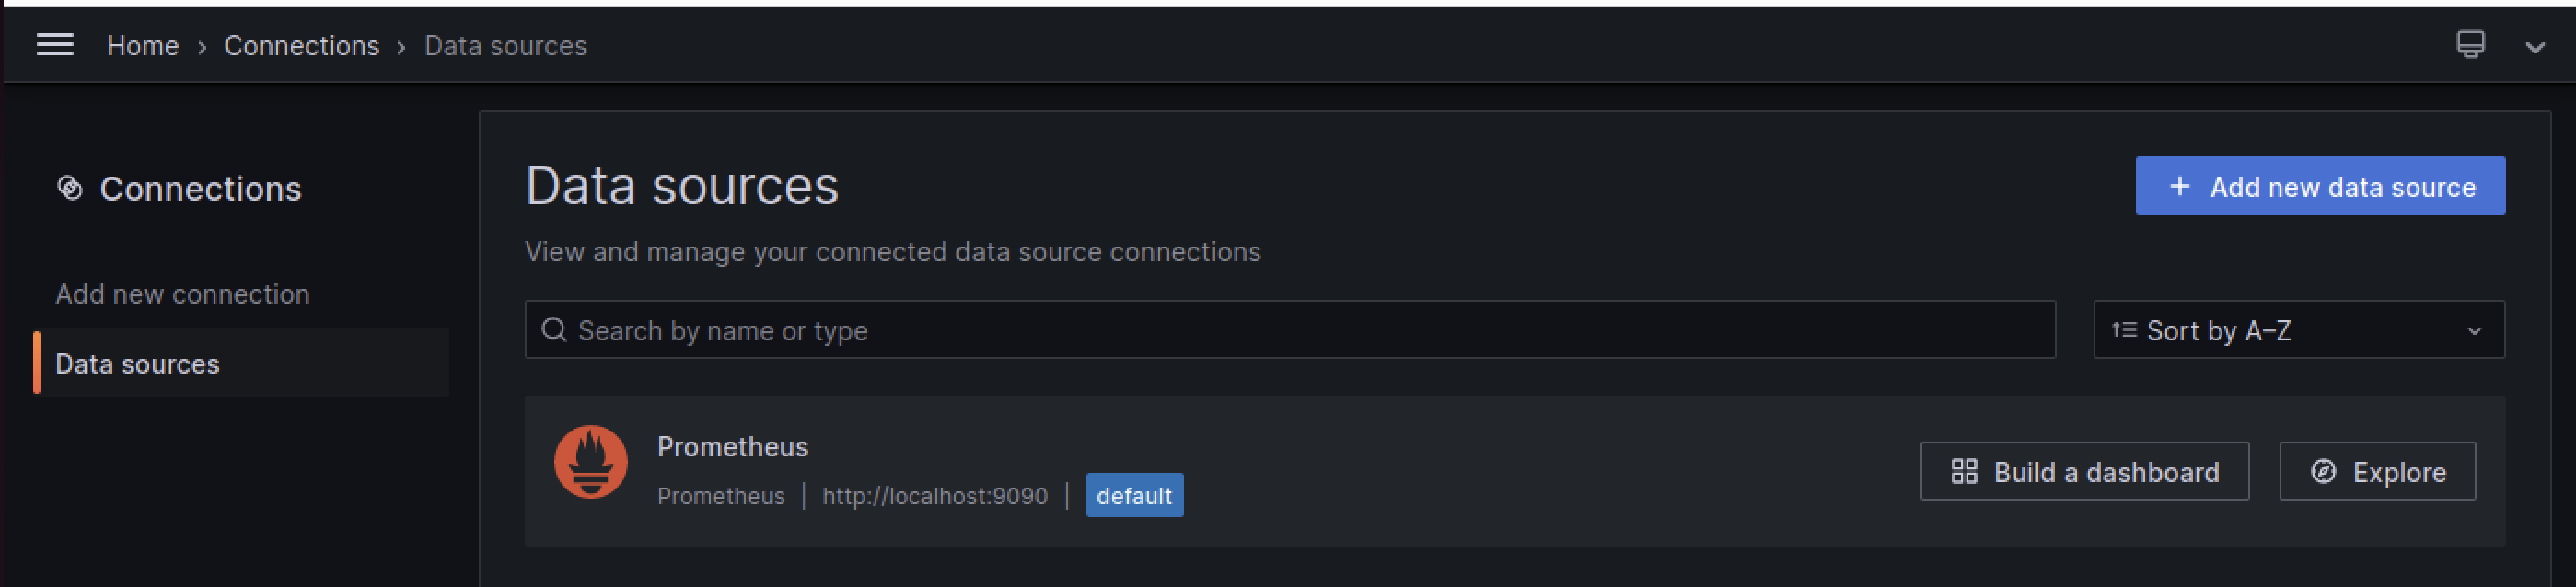 Home › Connections › Data sources
Connections
Add new connection
Data sources
Data sources
+ Add new data source
View and manage your connected data source connections
Search by name or type
Sort by A–Z
Prometheus
Prometheus | http://localhost:9090 | default
Build a dashboard
Explore